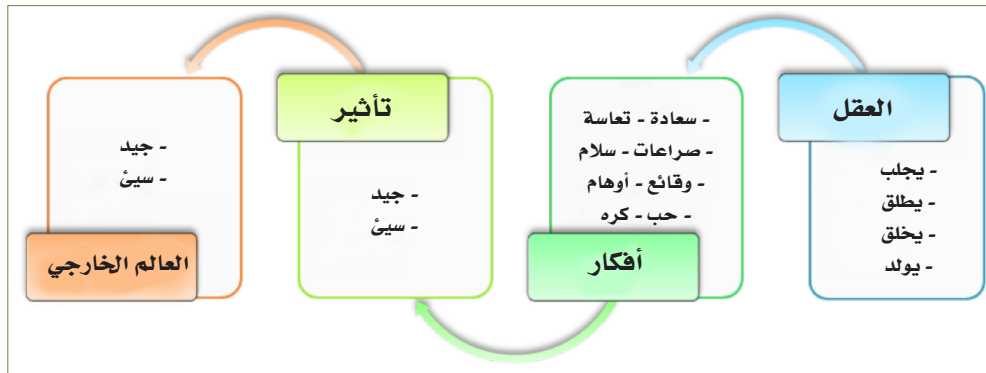 العقل
- يجلب
- يطلق
- يخلق
- يولد
- سعادة - تعاسة
- صراعات - سلام
- وقائع - أوهام
- حب - كره
أفكار
تأثير
- جيد
- سيئ
- جيد
- سيئ
العالم الخارجي